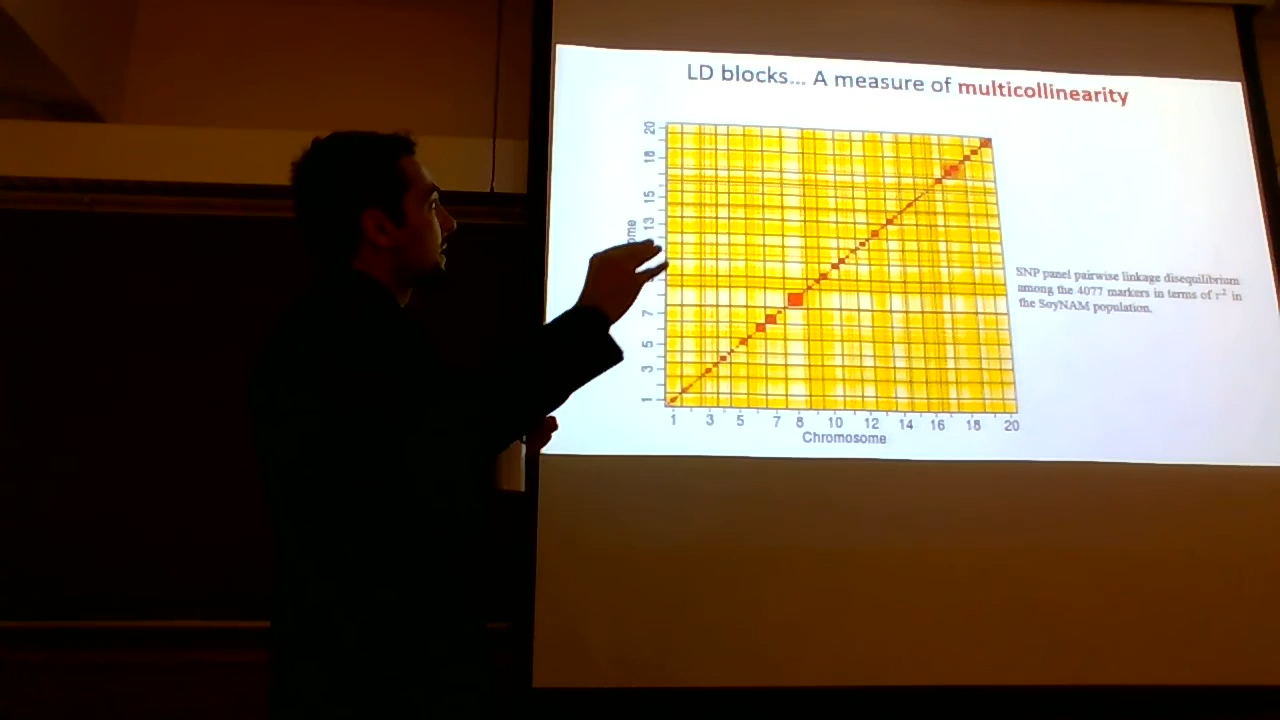 LD blocks... A measure of multicollinearity
20
18
15
13
ome
7
5
3
1
1 3 5 7 8 10 12 14 16 18 20
Chromosome
SNP panel pairwise linkage disequilibrium
among the 4077 markers in terms of r² in
the SoyNAM population.